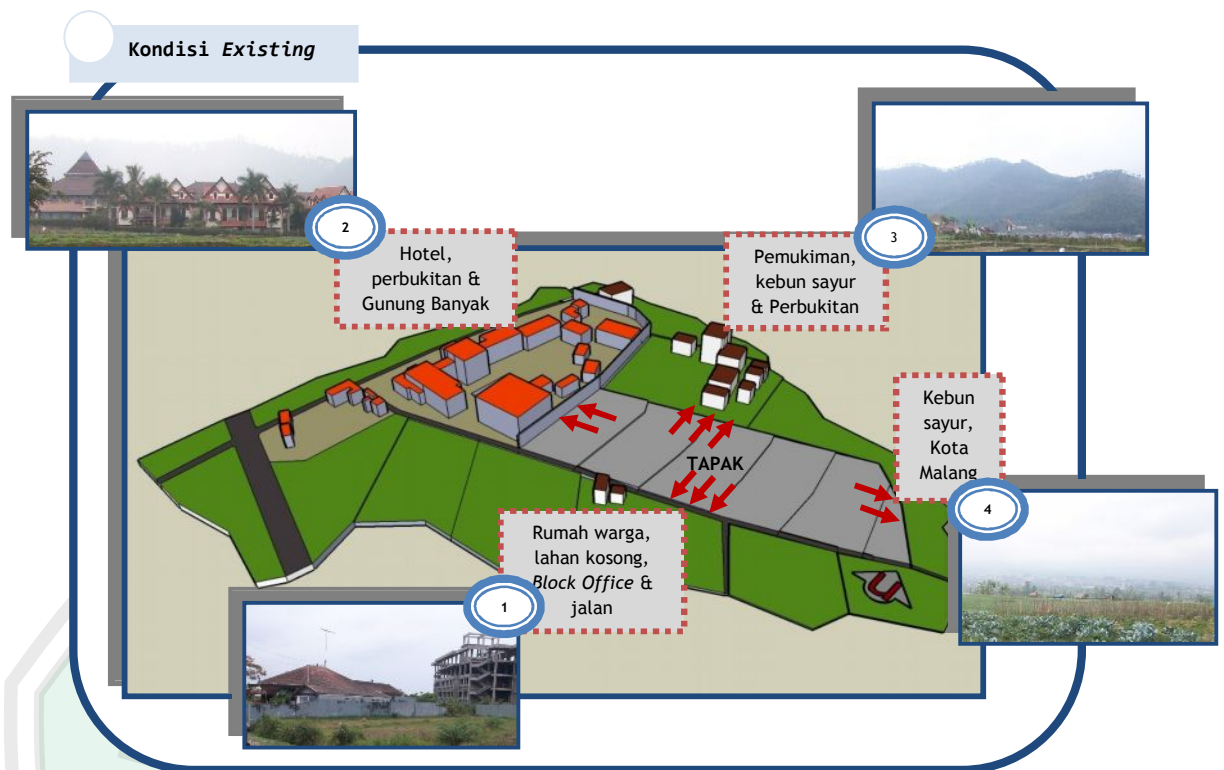 Kondisi Existing
2
Hotel,
perbukitan &
Gunung Banyak
3
Pemukiman,
kebun sayur
& Perbukitan
Kebun
sayur,
Kota
Malang
4
TAPAK
Rumah warga,
lahan kosong,
Block Office &
jalan
1
U